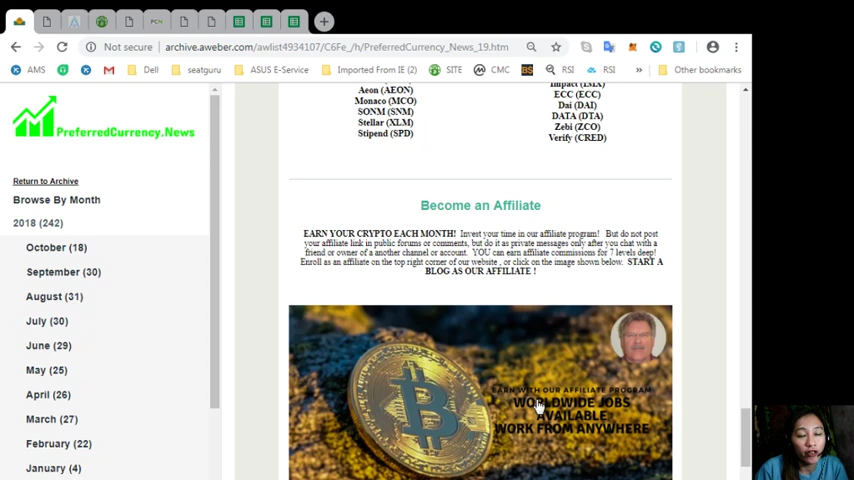 PCN
Not secure | archive.aweber.com/awlist4934107/C6Fe_/h/PreferredCurrency_News_19.htm
AMS
Dell
seatguru
ASUS E-Service
Imported From IE (2)
SITE
CMC
RSI
RSI
»
Other bookmarks
PreferredCurrency.News
Return to Archive
Browse By Month
2018 (242)
October (18)
September (30)
August (31)
July (30)
June (29)
May (25)
April (26)
March (27)
February (22)
January (4)
Aeon (AEON)
Monaco (MCO)
SONM (SNM)
Stellar (XLM)
Stipend (SPD)
ECC (ECC)
Dai (DAI)
DATA (DTA)
Zebi (ZCO)
Verify (CRED)
Become an Affiliate
EARN YOUR CRYPTO EACH MONTH! Invest your time in our affiliate program! But do not post
your affiliate link in public forums or comments, but do it as private messages only after you chat with a
friend or owner of a another channel or account. YOU can earn affiliate commissions for 7 levels deep!
Enroll as an affiliate on the top right corner of our website , or click on the image shown below. START A
BLOG AS OUR AFFILIATE !
EARN WITH OUR AFFILIATE PROGRAM
WORLDWIDE JOBS
AVAILABLE
WORK FROM ANYWHERE